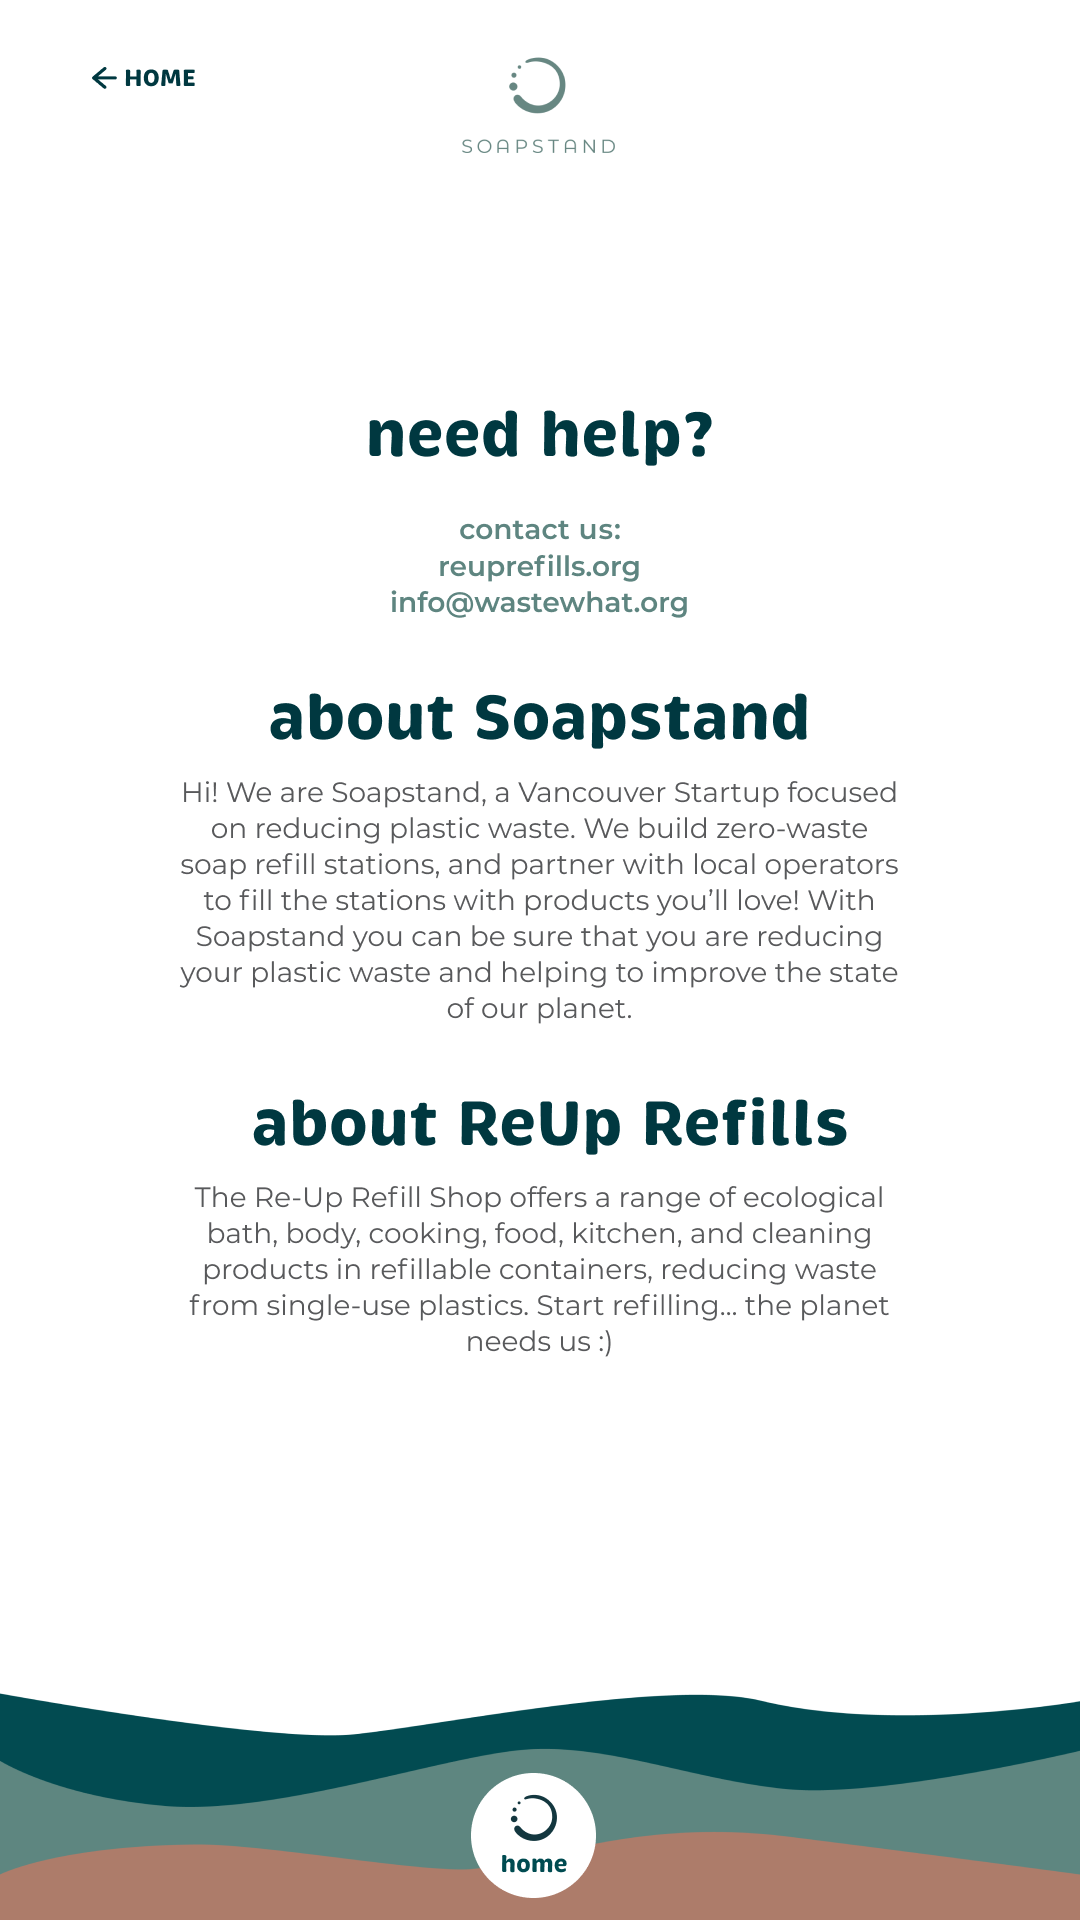 ← HOME
SOAPSTAND
need help?
contact us:
reuprefills.org
info@wastewhat.org
about Soapstand
Hi! We are Soapstand, a Vancouver Startup focused
on reducing plastic waste. We build zero-waste
soap refill stations, and partner with local operators
to fill the stations with products you’ll love! With
Soapstand you can be sure that you are reducing
your plastic waste and helping to improve the state
of our planet.
about ReUp Refills
The Re-Up Refill Shop offers a range of ecological
bath, body, cooking, food, kitchen, and cleaning
products in refillable containers, reducing waste
from single-use plastics. Start refilling... the planet
needs us :)
home